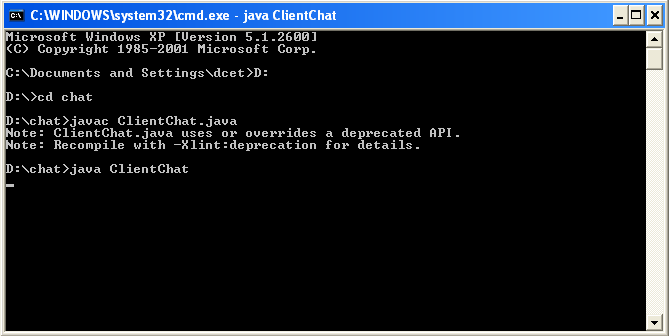 C:\WINDOWS\system32\cmd.exe - java ClientChat
Microsoft Windows XP [Version 5.1.2600]
(C) Copyright 1985-2001 Microsoft Corp.
C:\Documents and Settings\dcet>D:
D:\>cd chat
D:\chat>javac ClientChat.java
Note: ClientChat.java uses or overrides a deprecated API.
Note: Recompile with -Xlint:deprecation for details.
D:\chat>java ClientChat